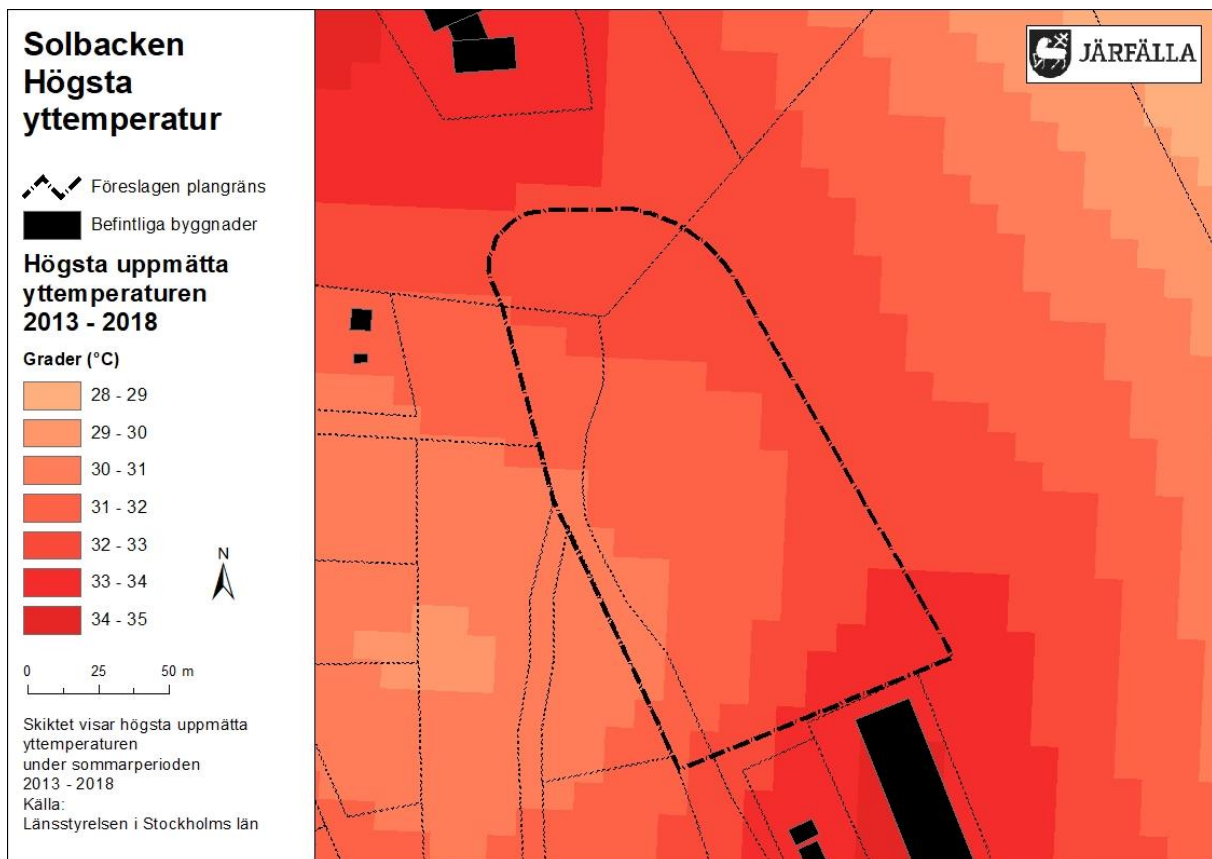 Solbacken
Högsta
yttemperatur
Föreslagen plangräns
Befintliga byggnader
Högsta uppmätta
yttemperaturen
2013 - 2018
Grader (°C)
28 - 29
29 - 30
30 - 31
31 - 32
32 - 33
33 - 34
34 - 35
N
0 25 50 m
Skiktet visar högsta uppmätta
yttemperaturen
under sommarperioden
2013 - 2018
Källa:
Länsstyrelsen i Stockholms län
JÄRFÄLLA